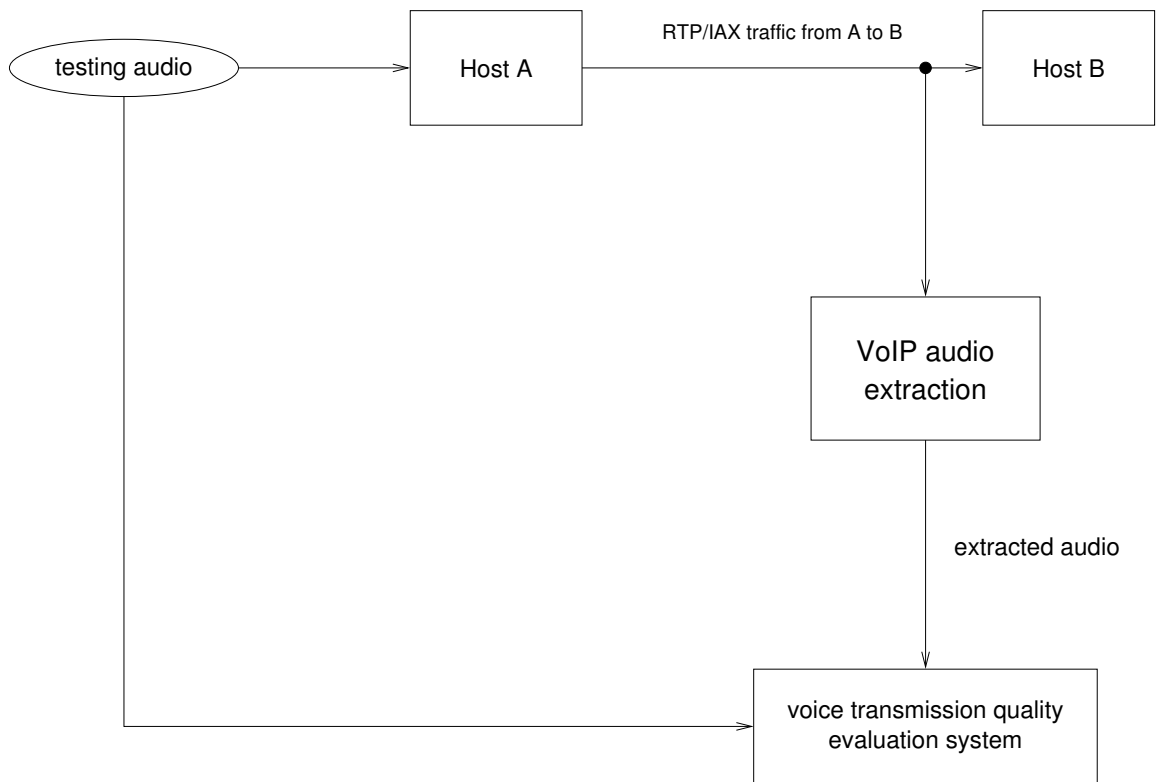 RTP/IAX traffic from A to B
testing audio
Host A
Host B
VoIP audio
extraction
extracted audio
voice transmission quality
evaluation system